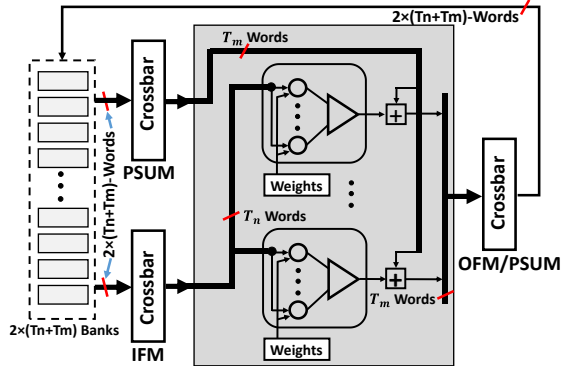 2×(Tn+Tm)-Words
Tm Words
Crossbar
PSUM
2×(Tn+Tm)-Words
Weights
Tn Words
Crossbar
OFM/PSUM
Crossbar
IFM
Tm Words
Weights
2×(Tn+Tm) Banks